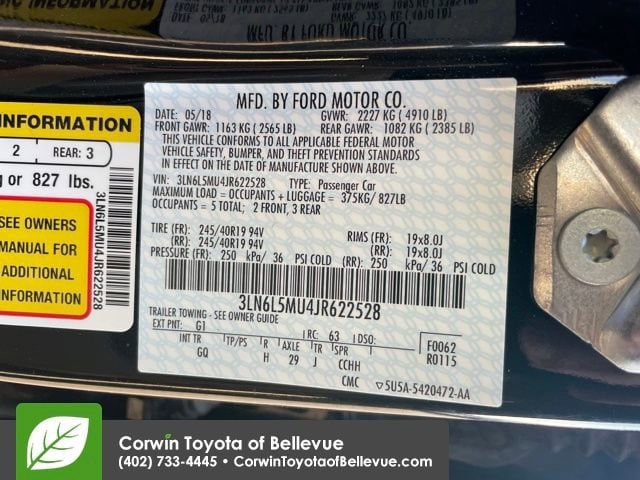 MFD. BY FORD MOTOR CO.
DATE: 05/18 GVWR: 2227 KG ( 4910 LB)
FRONT GAWR: 1163 KG ( 2565 LB) REAR GAWR: 1082 KG ( 2385 LB)
THIS VEHICLE CONFORMS TO ALL APPLICABLE FEDERAL MOTOR
VEHICLE SAFETY, BUMPER, AND THEFT PREVENTION STANDARDS
IN EFFECT ON THE DATE OF MANUFACTURE SHOWN ABOVE
VIN: 3LN6L5MU4JR622528 TYPE: Passenger Car
MAXIMUM LOAD = OCCUPANTS + LUGGAGE = 375KG/ 827LB
OCCUPANTS = 5 TOTAL; 2 FRONT, 3 REAR
TIRE (FR): 245/40R19 94V RIMS (FR): 19x8.0J
(RR): 245/40R19 94V (RR): 19x8.0J
PRESSURE (FR): 250 kPa/ 36 PSI COLD (RR): 250 kPa/ 36 PSI COLD
3LN6L5MU4JR622528
TRAILER TOWING - SEE OWNER GUIDE
EXT PNT: G1 RC: 63 DSO: F0062
INT TR TP/PS R AXLE TR SPR R0115
GQ H 29 J CCHH
CMC 5U5A-5420472-AA
2 REAR: 3
or 827 lbs.
SEE OWNERS
MANUAL FOR
ADDITIONAL
3LN6L5MU4JR622528
Corwin Toyota of Bellevue
(402) 733-4445 • CorwinToyotaofBellevue.com